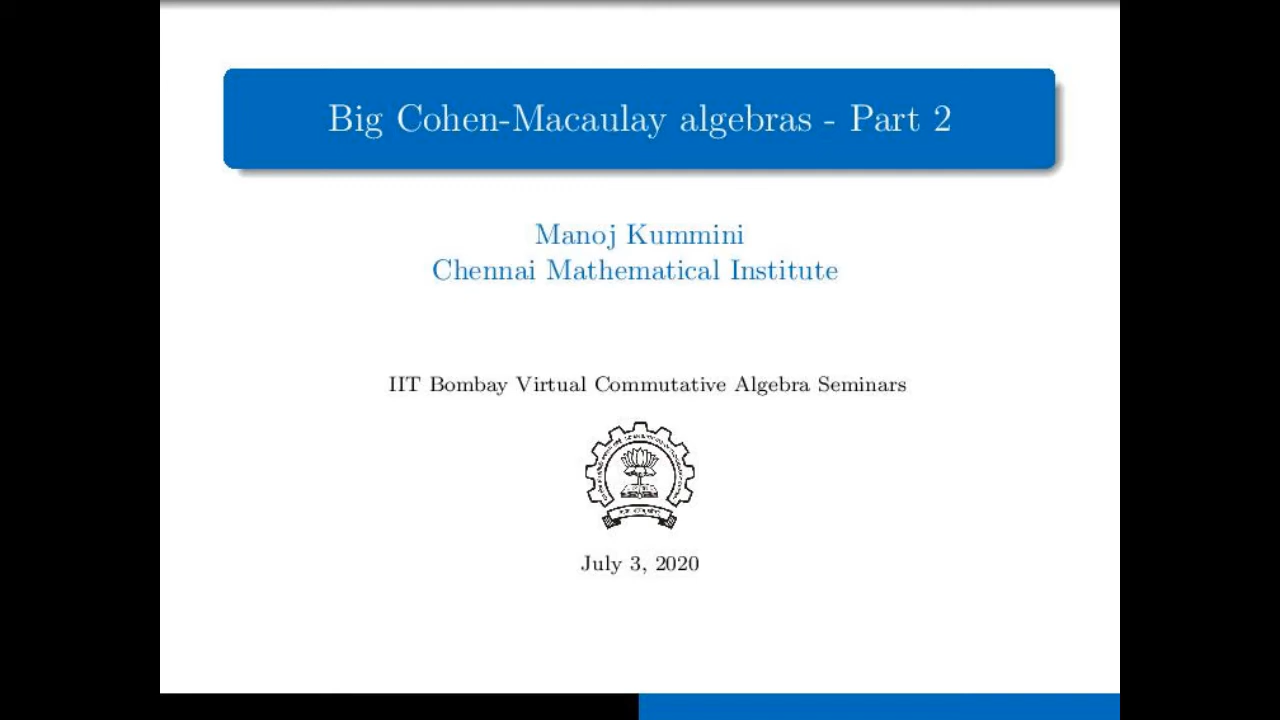 Big Cohen-Macaulay algebras - Part 2
Manoj Kummini
Chennai Mathematical Institute
IIT Bombay Virtual Commutative Algebra Seminars
July 3, 2020